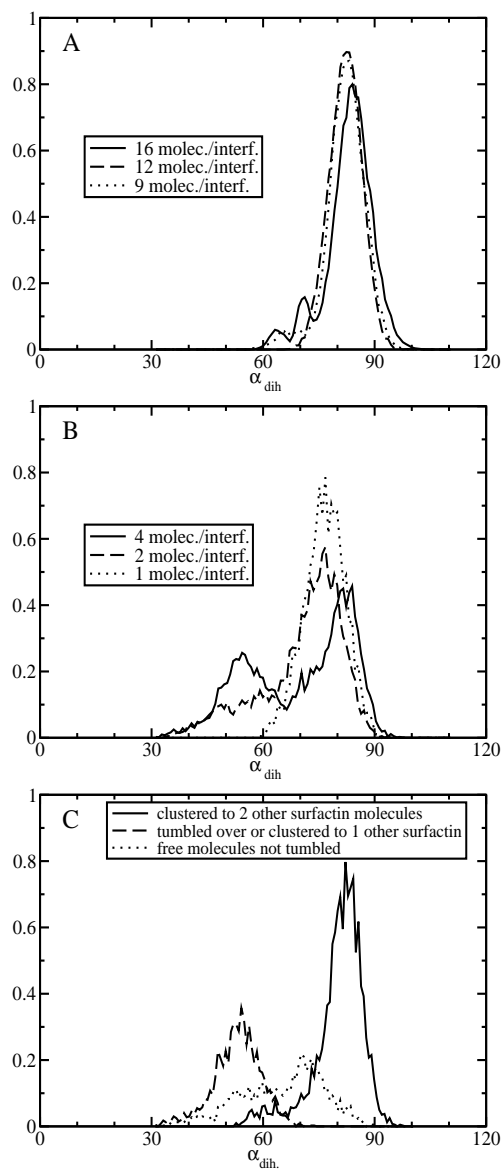 1
A
0.8
16 molec./interf.
0.6
12 molec./interf.
9 molec./interf.
0.4
0.2
0
0 30 60 90 120
αdih
1
B
0.8
4 molec./interf.
0.6
2 molec./interf.
1 molec./interf.
0.4
0.2
0
0 30 60 90 120
αdih
1
C
clustered to 2 other surfactin molecules
tumbled over or clustered to 1 other surfactin
0.8
free molecules not tumbled
0.6
0.4
0.2
0
0 30 60 90 120
αdih.